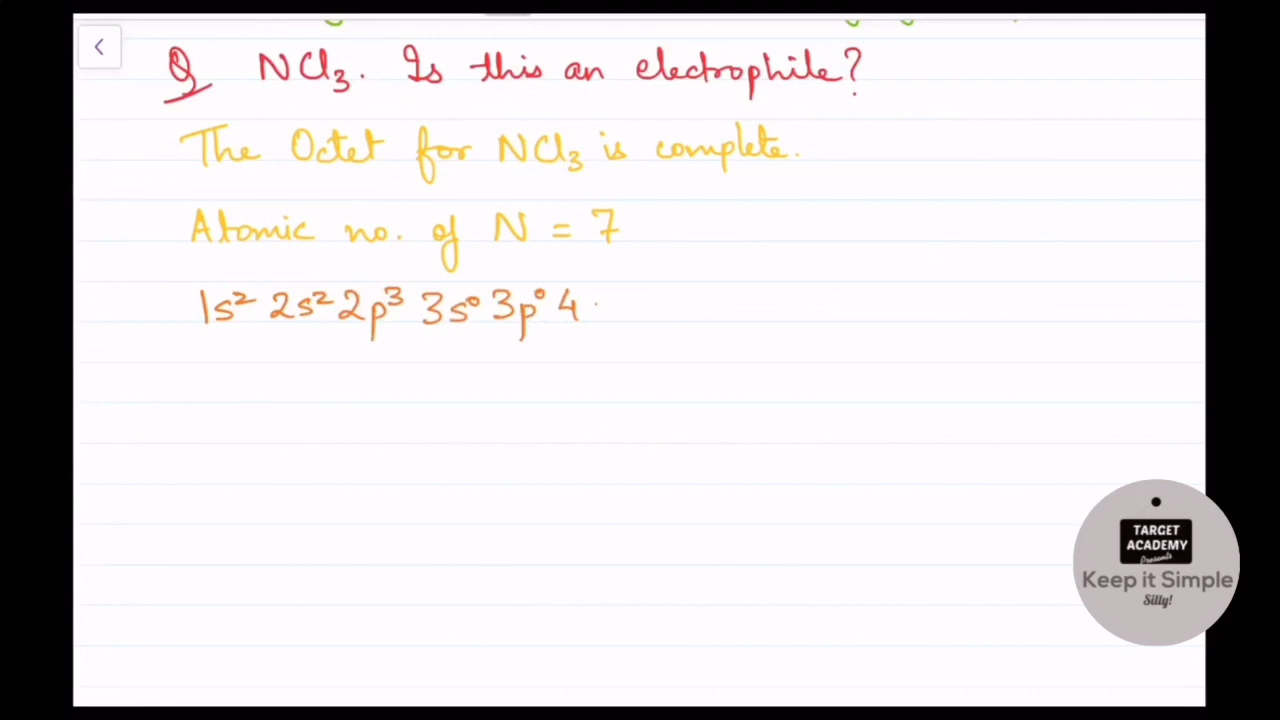 Q NCl₃. Is this an electrophile?
The Octet for NCl₃ is complete.
Atomic no. of N = 7
1s² 2s² 2p³ 3s⁰ 3p⁰ 4
TARGET
ACADEMY
Presents
Keep it Simple
Silly!